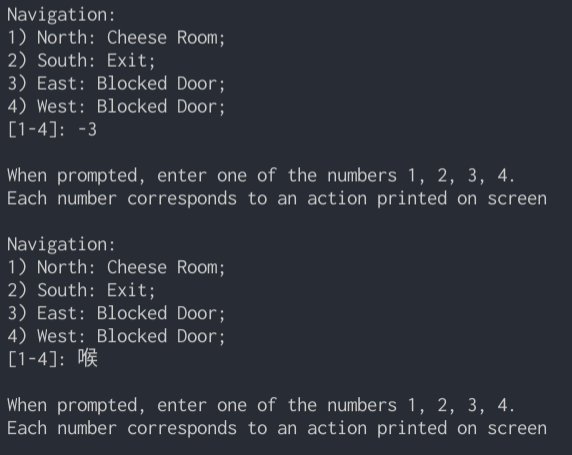 Navigation:
1) North: Cheese Room;
2) South: Exit;
3) East: Blocked Door;
4) West: Blocked Door;
[1-4]: -3
When prompted, enter one of the numbers 1, 2, 3, 4.
Each number corresponds to an action printed on screen
Navigation:
1) North: Cheese Room;
2) South: Exit;
3) East: Blocked Door;
4) West: Blocked Door;
[1-4]: 喉
When prompted, enter one of the numbers 1, 2, 3, 4.
Each number corresponds to an action printed on screen